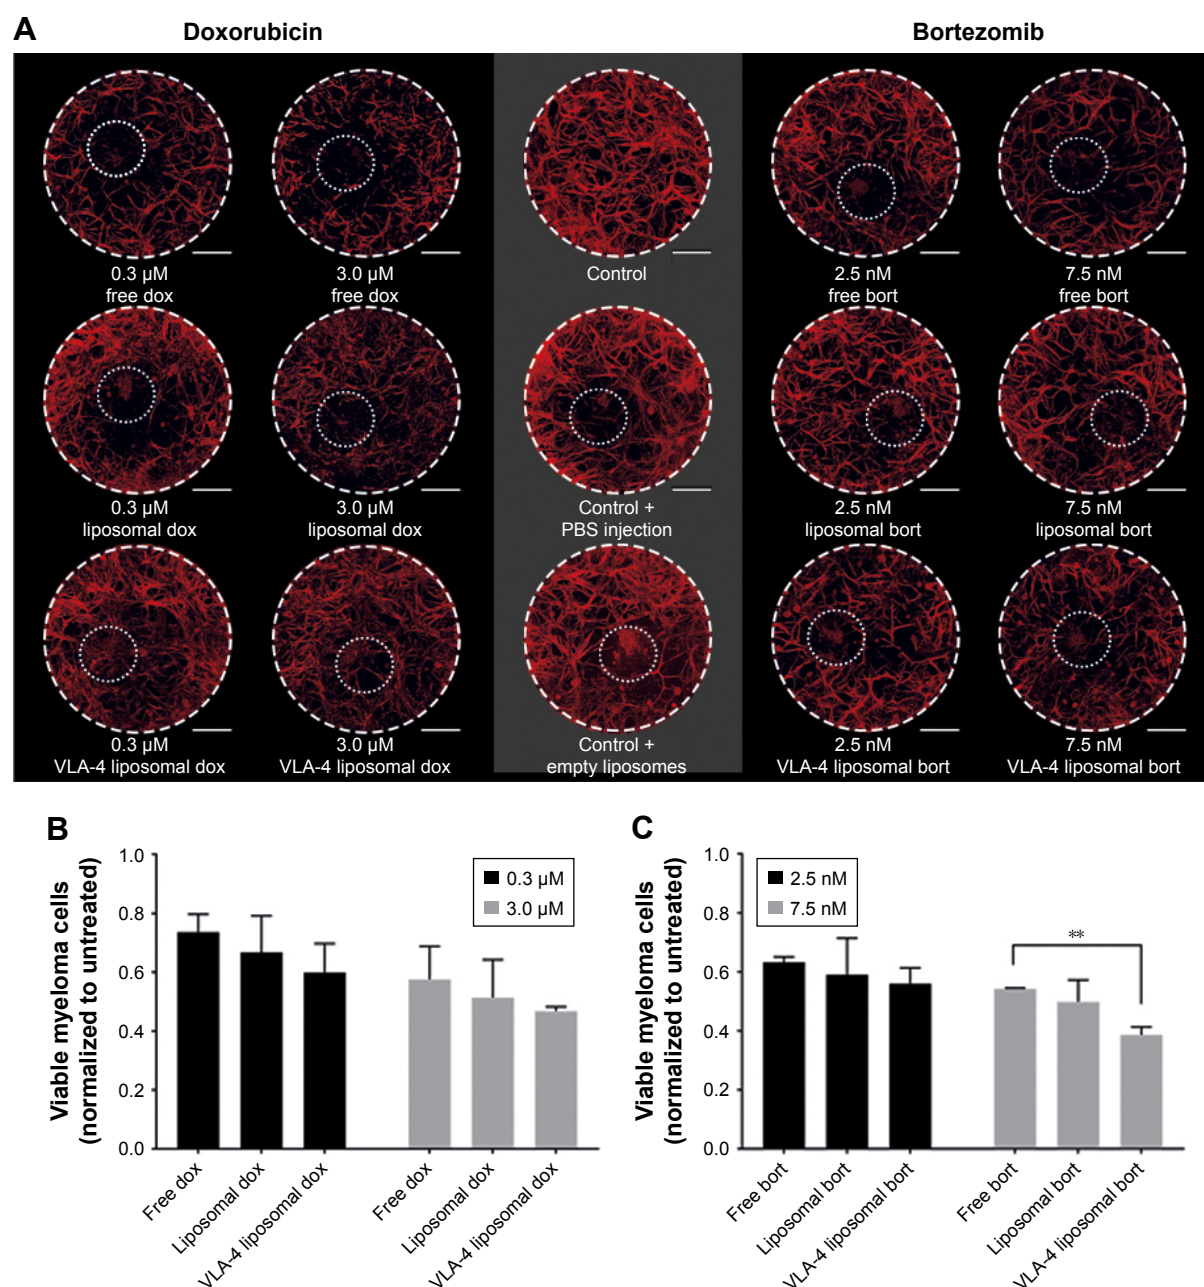 A
Doxorubicin
Bortezomib
0.3 µM
free dox
3.0 µM
free dox
Control
2.5 nM
free bort
7.5 nM
free bort
0.3 µM
liposomal dox
3.0 µM
liposomal dox
Control +
PBS injection
2.5 nM
liposomal bort
7.5 nM
liposomal bort
0.3 µM
VLA-4 liposomal dox
3.0 µM
VLA-4 liposomal dox
Control +
empty liposomes
2.5 nM
VLA-4 liposomal bort
7.5 nM
VLA-4 liposomal bort
B
Viable myeloma cells
(normalized to untreated)
1.0
0.8
0.6
0.4
0.2
0.0
0.3 µM
3.0 µM
Free dox
Liposomal dox
VLA-4 liposomal dox
Free dox
Liposomal dox
VLA-4 liposomal dox
C
Viable myeloma cells
(normalized to untreated)
1.0
0.8
0.6
0.4
0.2
0.0
2.5 nM
7.5 nM
**
Free bort
Liposomal bort
VLA-4 liposomal bort
Free bort
Liposomal bort
VLA-4 liposomal bort